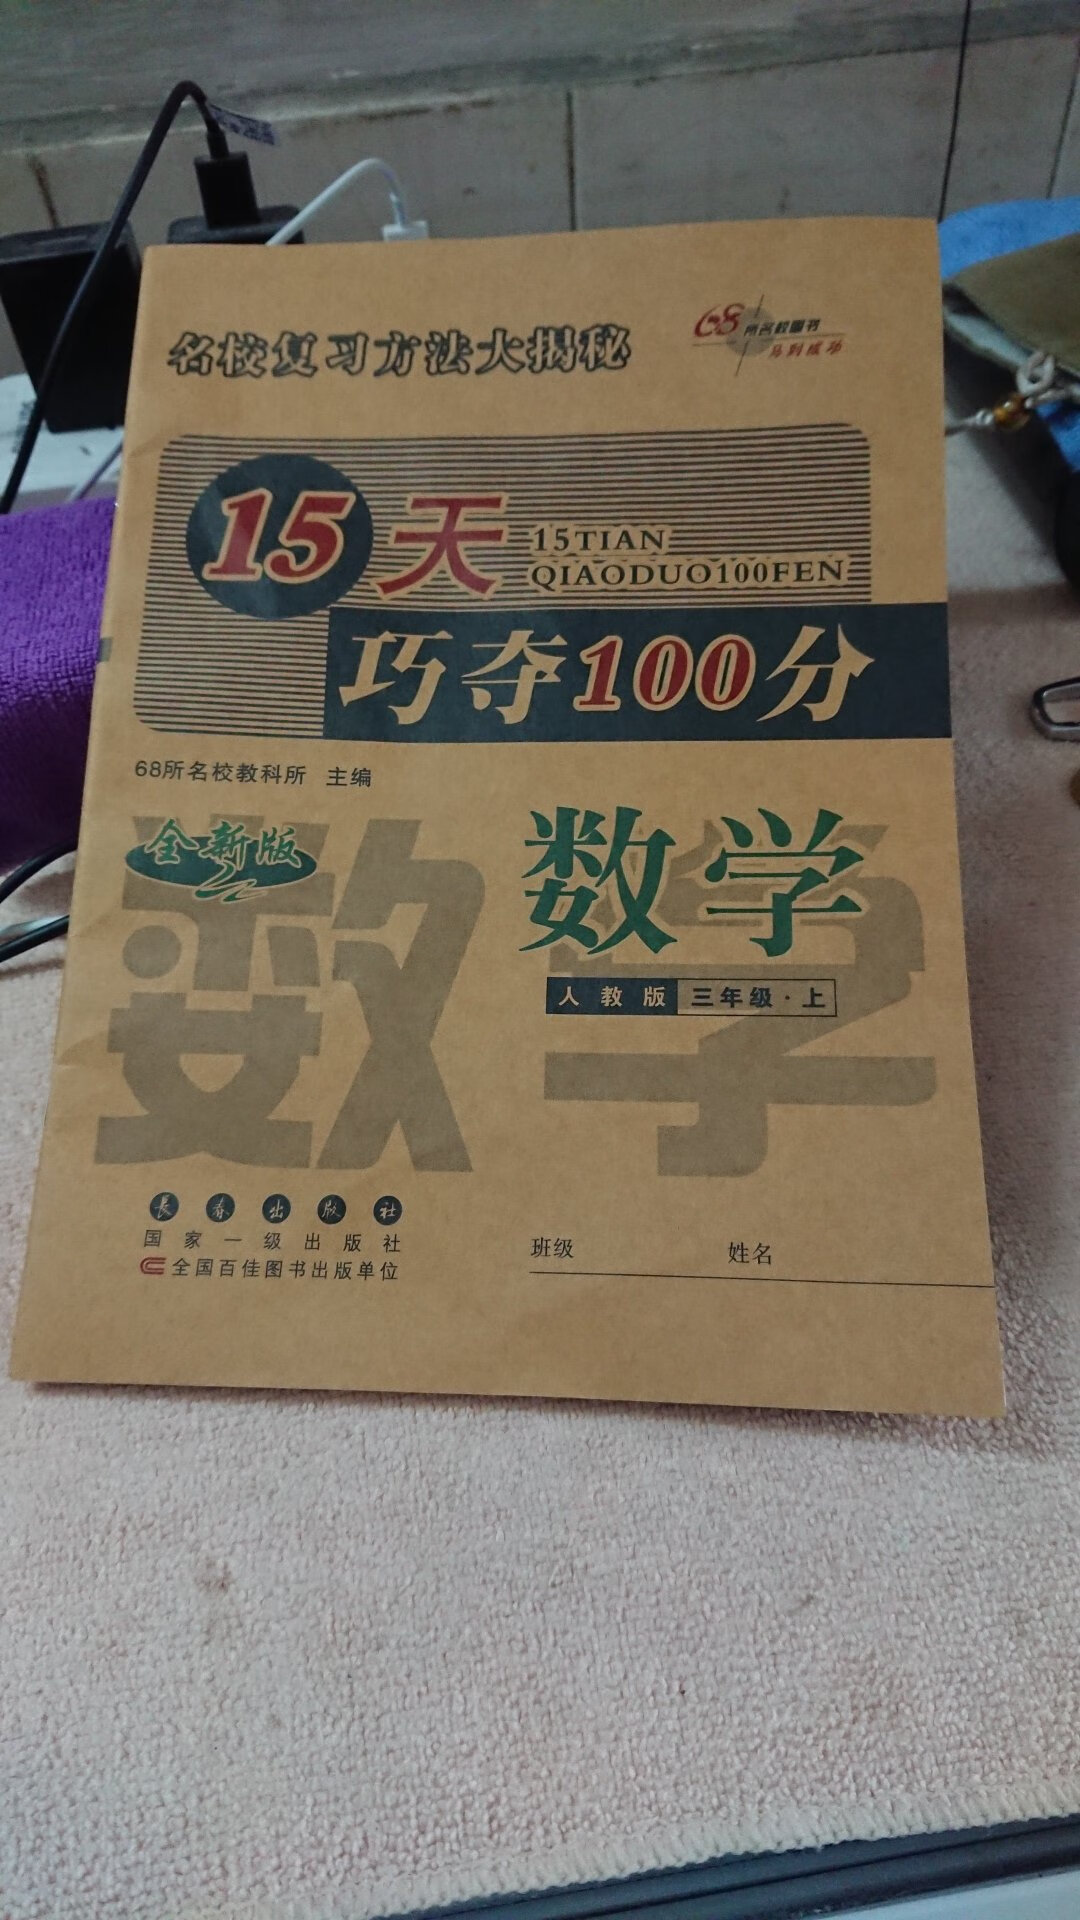 名校复习方法大揭秘
68所名校图书
马到成功
15天
15TIAN
QIAODUO100FEN
巧夺100分
68所名校教科所 主编
全新版
数学
数学
人教版 三年级·上
长春出版社
国家一级出版社
全国百佳图书出版单位
班级 姓名